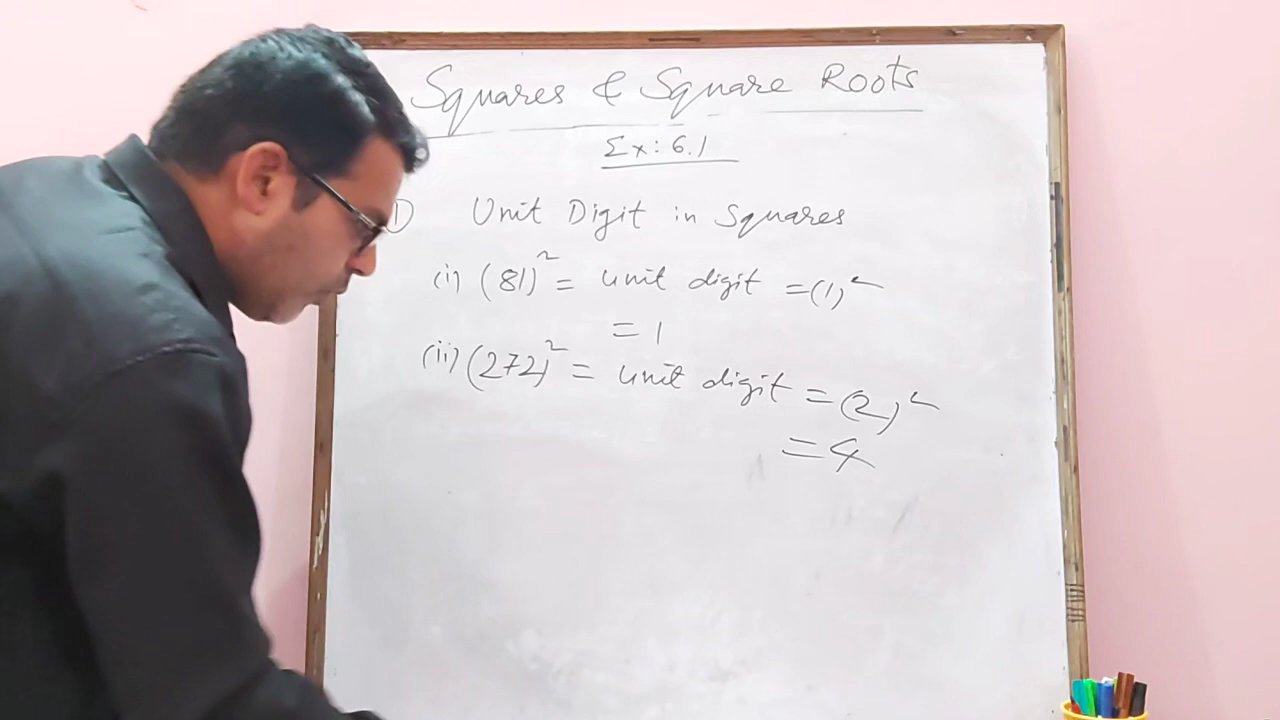 Squares & Square Roots
Ex: 6.1
① Unit Digit in Squares
(i) (81)² = unit digit = (1)²
= 1
(ii) (272)² = unit digit = (2)²
= 4